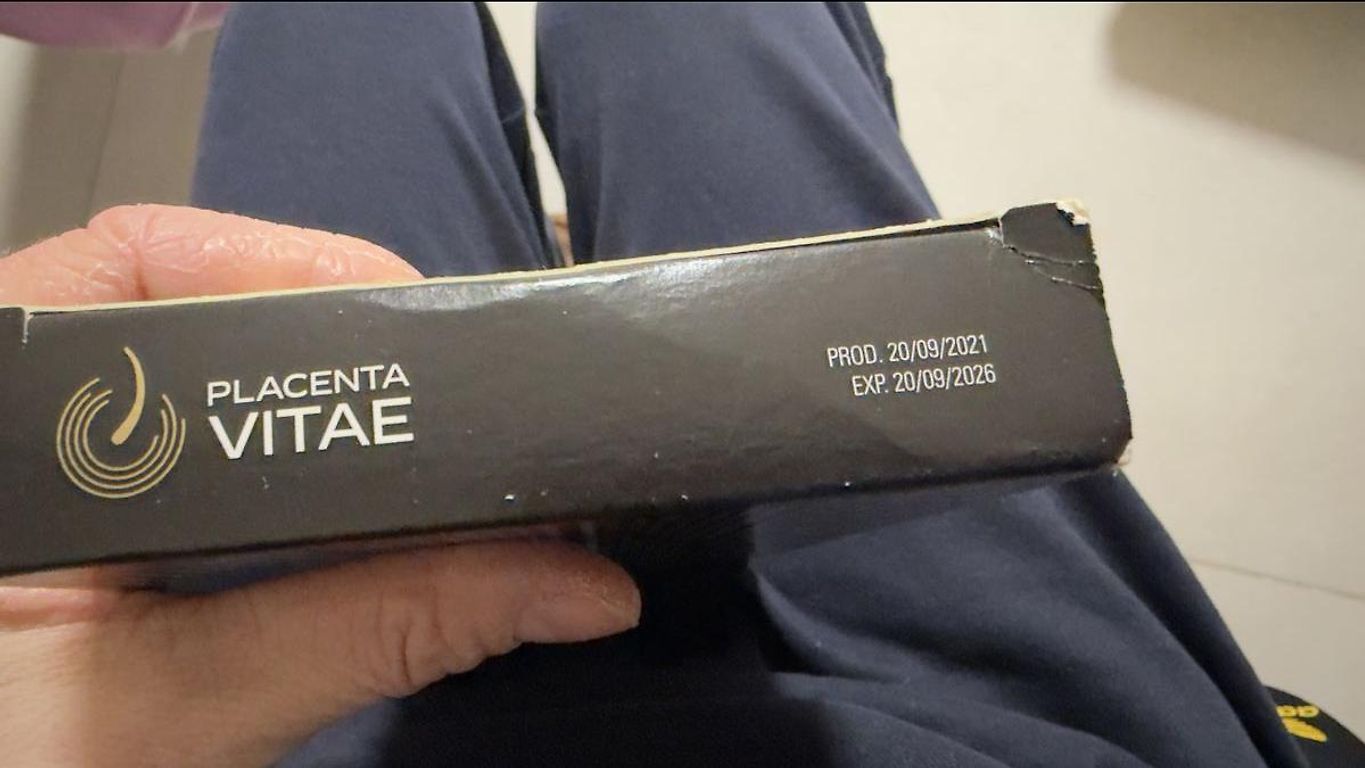 PLACENTA
VITAE
PROD. 20/09/2021
EXP. 20/09/2026